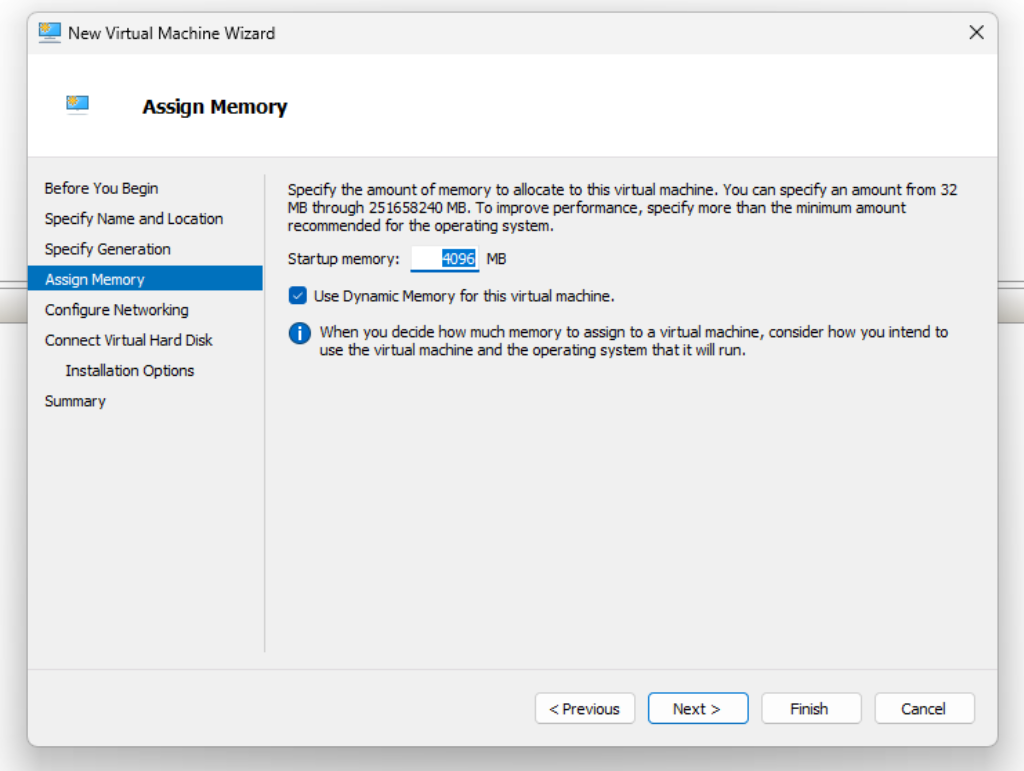 New Virtual Machine Wizard
Assign Memory
Before You Begin
Specify Name and Location
Specify Generation
Assign Memory
Configure Networking
Connect Virtual Hard Disk
Installation Options
Summary
Specify the amount of memory to allocate to this virtual machine. You can specify an amount from 32
MB through 251658240 MB. To improve performance, specify more than the minimum amount
recommended for the operating system.
Startup memory: 4096 MB
Use Dynamic Memory for this virtual machine.
When you decide how much memory to assign to a virtual machine, consider how you intend to
use the virtual machine and the operating system that it will run.
< Previous Next > Finish Cancel